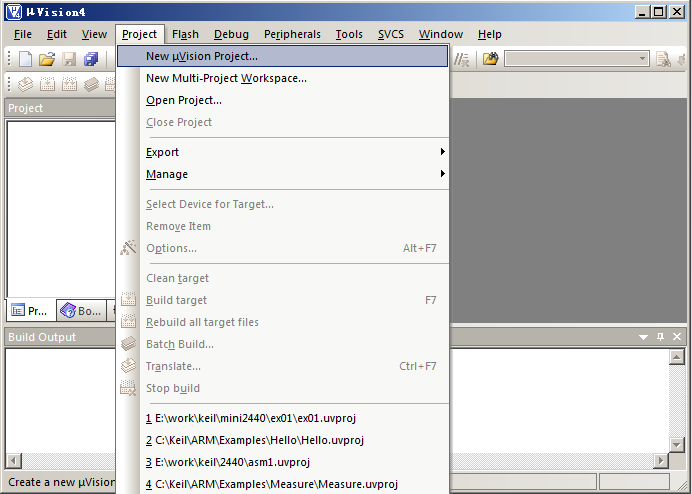 µVision4
File Edit View Project Flash Debug Peripherals Tools SVCS Window Help
New µVision Project...
New Multi-Project Workspace...
Open Project...
Close Project
Export
Manage
Select Device for Target...
Remove Item
Options... Alt+F7
Clean target
Build target F7
Rebuild all target files
Batch Build...
Translate... Ctrl+F7
Stop build
1 E:\work\keil\mini2440\ex01\ex01.uvproj
2 C:\Keil\ARM\Examples\Hello\Hello.uvproj
3 E:\work\keil\2440\asm1.uvproj
4 C:\Keil\ARM\Examples\Measure\Measure.uvproj
Project
Pr... Bo...
Build Output
Create a new µVision